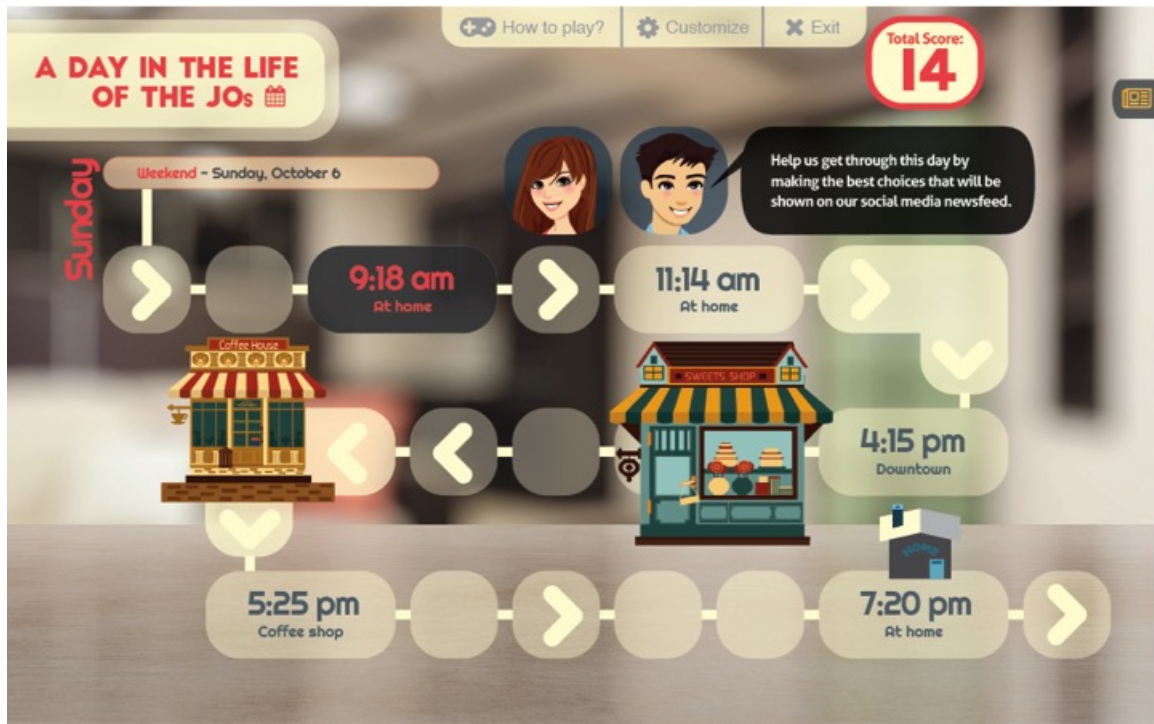 How to play?
Customize
Exit
A DAY IN THE LIFE
OF THE JOs
Total Score:
14
Sunday
Weekend - Sunday, October 6
Help us get through this day by
making the best choices that will be
shown on our social media newsfeed.
9:18 am
At home
11:14 am
At home
Coffee House
SWEETS SHOP
4:15 pm
Downtown
HOME
5:25 pm
Coffee shop
7:20 pm
At home